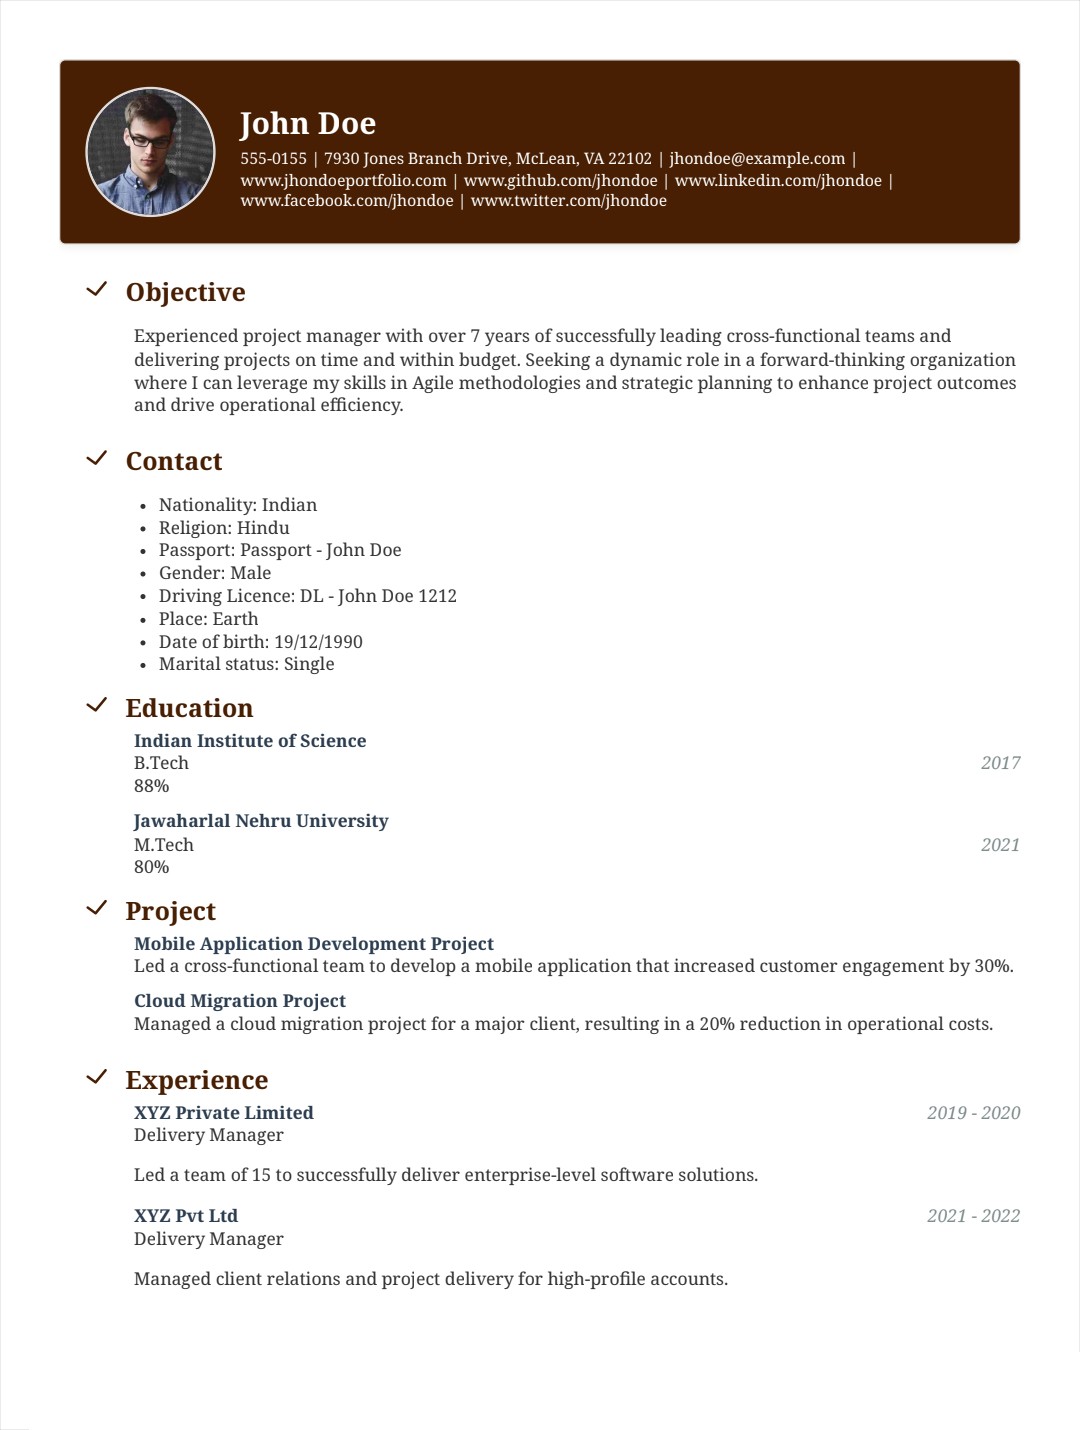 John Doe
555-0155 | 7930 Jones Branch Drive, McLean, VA 22102 | jhondoe@example.com |
www.jhondoeportfolio.com | www.github.com/jhondoe | www.linkedin.com/jhondoe |
www.facebook.com/jhondoe | www.twitter.com/jhondoe
Objective
Experienced project manager with over 7 years of successfully leading cross-functional teams and
delivering projects on time and within budget. Seeking a dynamic role in a forward-thinking organization
where I can leverage my skills in Agile methodologies and strategic planning to enhance project outcomes
and drive operational efficiency.
Contact
• Nationality: Indian
• Religion: Hindu
• Passport: Passport - John Doe
• Gender: Male
• Driving Licence: DL - John Doe 1212
• Place: Earth
• Date of birth: 19/12/1990
• Marital status: Single
Education
Indian Institute of Science
B.Tech 2017
88%
Jawaharlal Nehru University
M.Tech 2021
80%
Project
Mobile Application Development Project
Led a cross-functional team to develop a mobile application that increased customer engagement by 30%.
Cloud Migration Project
Managed a cloud migration project for a major client, resulting in a 20% reduction in operational costs.
Experience
XYZ Private Limited 2019 - 2020
Delivery Manager
Led a team of 15 to successfully deliver enterprise-level software solutions.
XYZ Pvt Ltd 2021 - 2022
Delivery Manager
Managed client relations and project delivery for high-profile accounts.